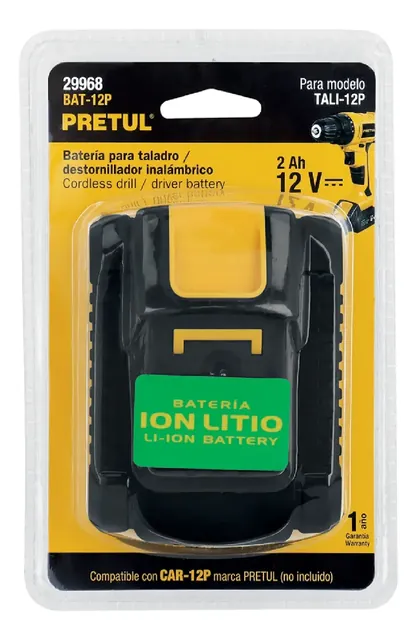 29968
BAT-12P
PRETUL®
Para modelo
TALI-12P
Batería para taladro /
destornillador inalámbrico
Cordless drill / driver battery
2 Ah
12 V
BATERÍA
ION LITIO
LI-ION BATTERY
1 año
Garantía
Warranty
Compatible con CAR-12P marca PRETUL (no incluido)